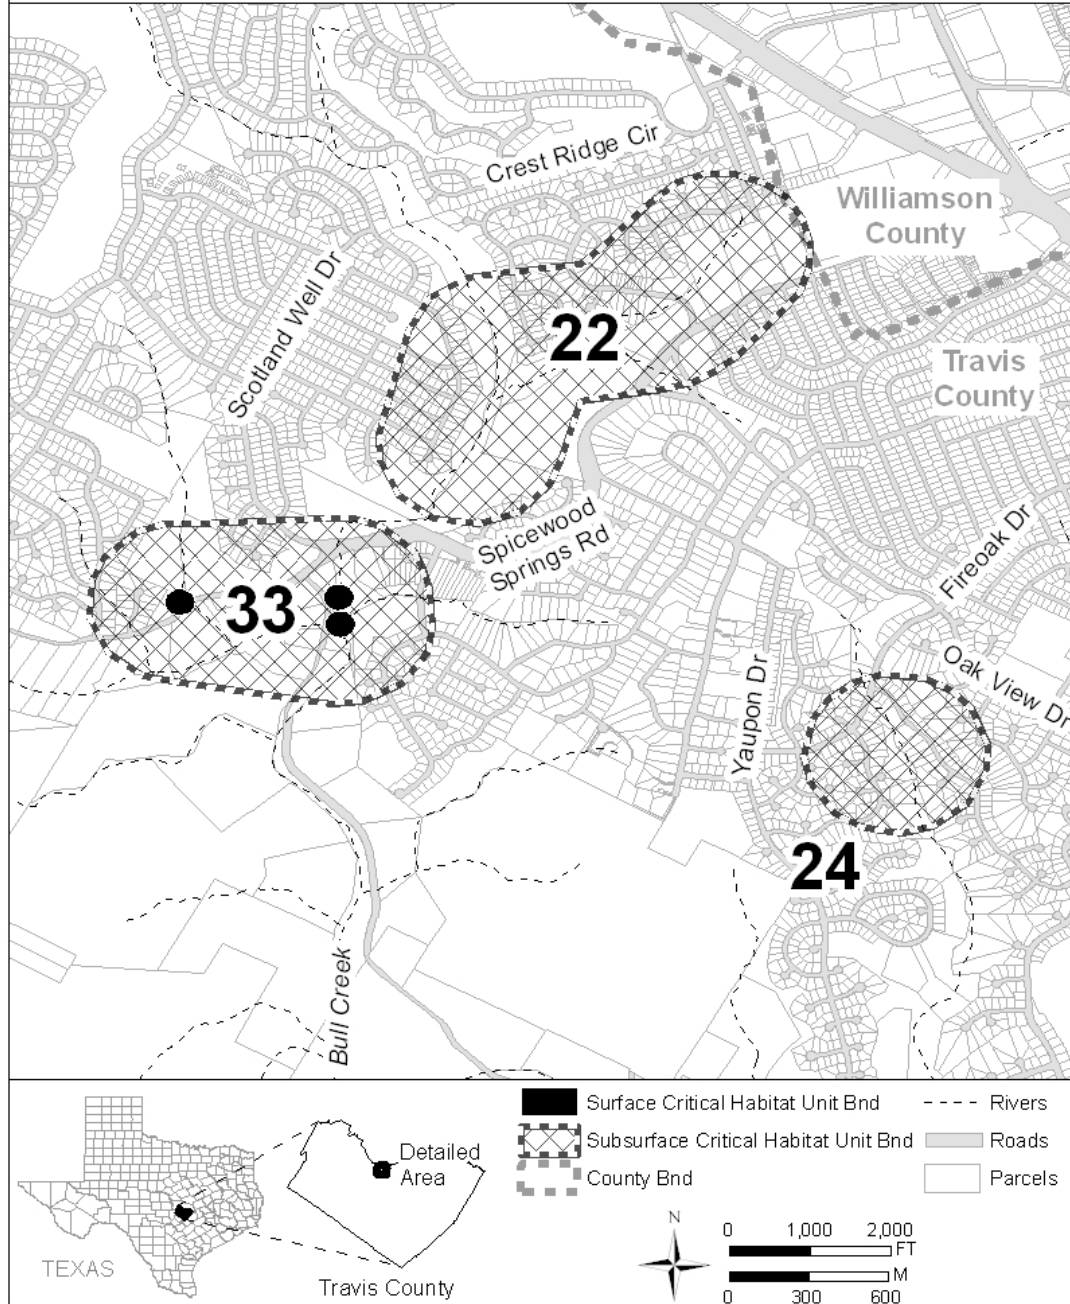 Crest Ridge Cir
Williamson
County
Scotland Well Dr
22
Travis
County
Spicewood
Springs Rd
Fireoak Dr
33
Oak View Dr
Yaupon Dr
24
Bull Creek
Surface Critical Habitat Unit Bnd
Subsurface Critical Habitat Unit Bnd
County Bnd
Rivers
Roads
Parcels
Detailed
Area
TEXAS
Travis County
N
0 1,000 2,000
FT
M
0 300 600